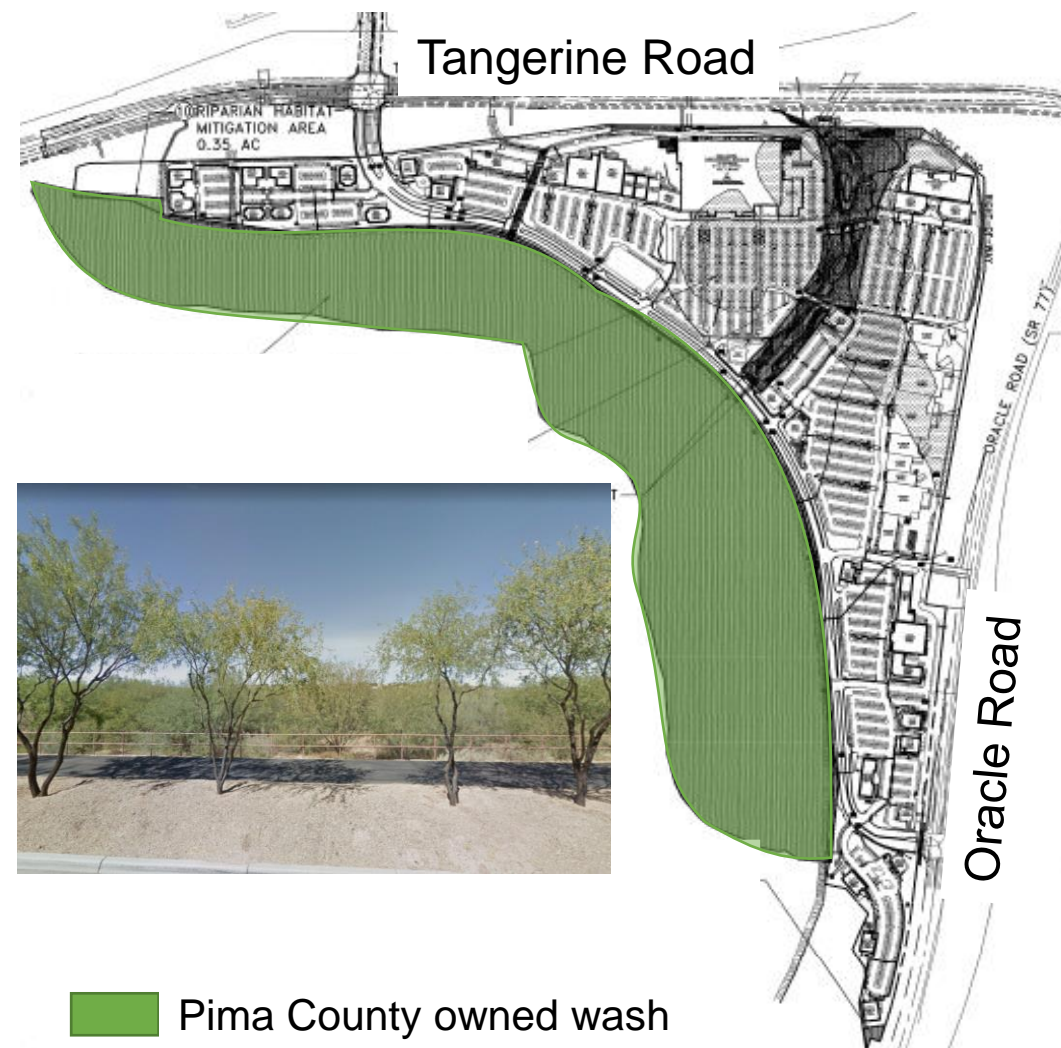 Tangerine Road
RIPARIAN HABITAT
MITIGATION AREA
0.35 AC
ORACLE ROAD (SR 77)
Oracle Road
T
Pima County owned wash